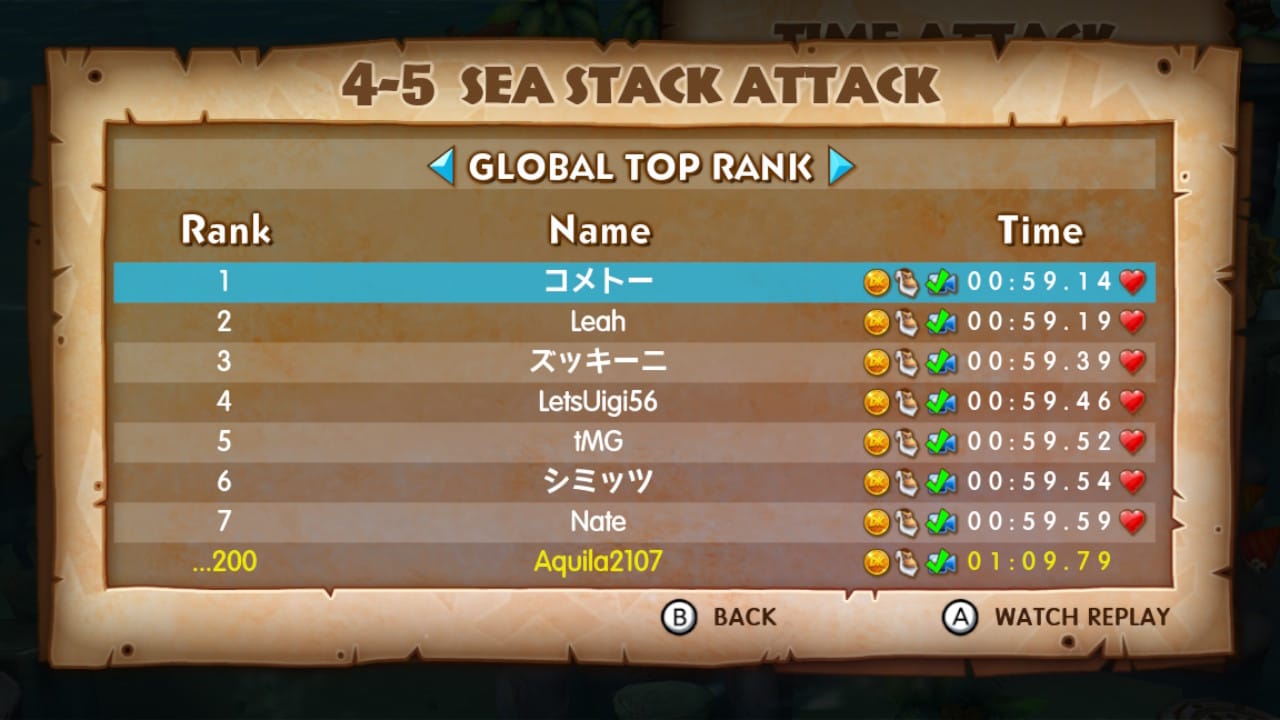 TIME ATTACK
4-5 SEA STACK ATTACK
GLOBAL TOP RANK
Rank Name Time
1 コメトー 00:59.14
2 Leah 00:59.19
3 ズッキーニ 00:59.39
4 LetsUigi56 00:59.46
5 tMG 00:59.52
6 シミッツ 00:59.54
7 Nate 00:59.59
...200 Aquila2107 01:09.79
B BACK A WATCH REPLAY